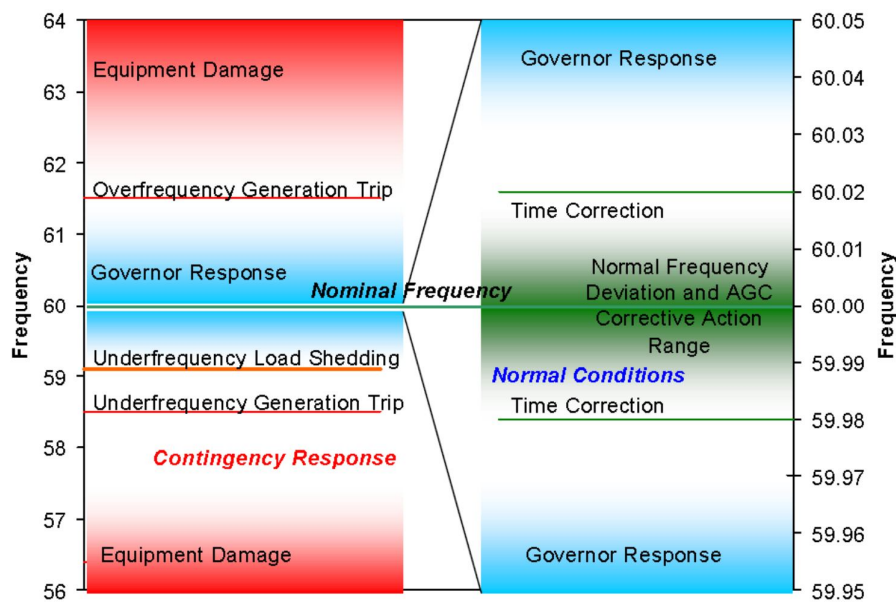 64
63
62
61
60
59
58
57
56
Frequency
Equipment Damage
Overfrequency Generation Trip
Governor Response
Nominal Frequency
Underfrequency Load Shedding
Underfrequency Generation Trip
Contingency Response
Equipment Damage
Governor Response
Time Correction
Normal Frequency
Deviation and AGC
Corrective Action
Range
Normal Conditions
Time Correction
Governor Response
60.05
60.04
60.03
60.02
60.01
60.00
59.99
59.98
59.97
59.96
59.95
Frequency